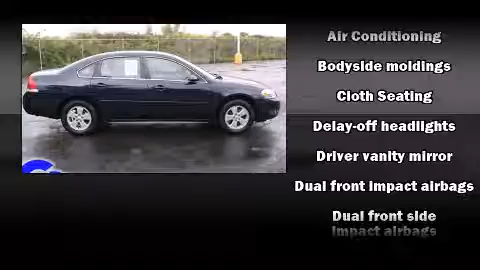 Air Conditioning
Bodyside moldings
Cloth Seating
Delay-off headlights
Driver vanity mirror
Dual front impact airbags
Dual front side
impact airbags